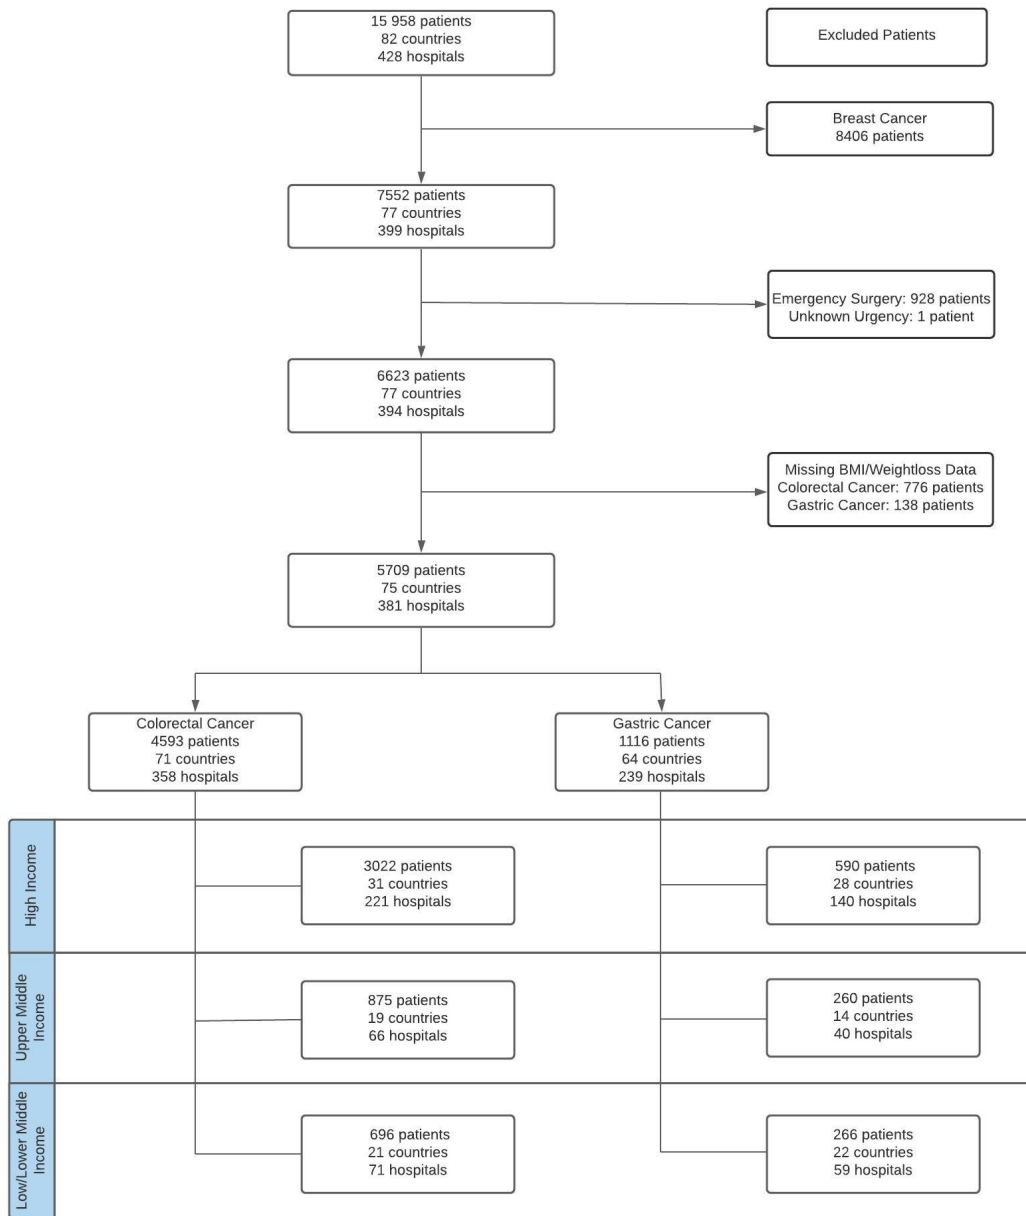 15 958 patients
82 countries
428 hospitals
Excluded Patients
Breast Cancer
8406 patients
7552 patients
77 countries
399 hospitals
Emergency Surgery: 928 patients
Unknown Urgency: 1 patient
6623 patients
77 countries
394 hospitals
Missing BMI/Weightloss Data
Colorectal Cancer: 776 patients
Gastric Cancer: 138 patients
5709 patients
75 countries
381 hospitals
Colorectal Cancer
4593 patients
71 countries
358 hospitals
Gastric Cancer
1116 patients
64 countries
239 hospitals
High Income
3022 patients
31 countries
221 hospitals
590 patients
28 countries
140 hospitals
Upper Middle
Income
875 patients
19 countries
66 hospitals
260 patients
14 countries
40 hospitals
Low/Lower Middle
Income
696 patients
21 countries
71 hospitals
266 patients
22 countries
59 hospitals